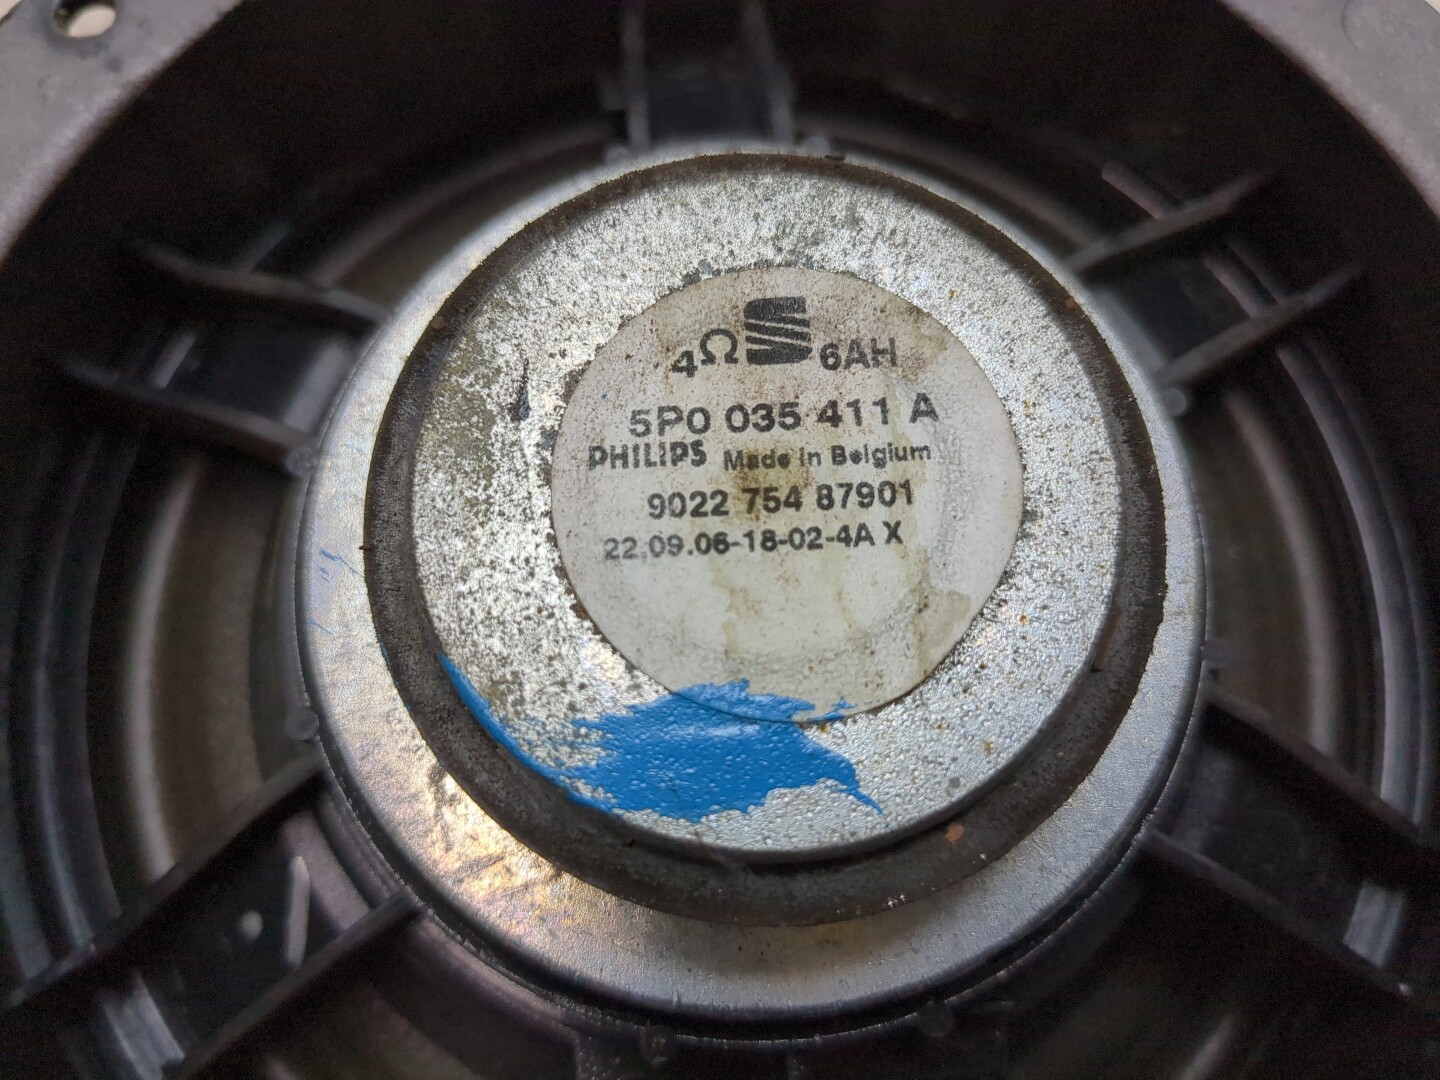 4Ω 6AH
5P0 035 411 A
PHILIPS Made in Belgium
9022 754 87901
22.09.06-18-02-4A X